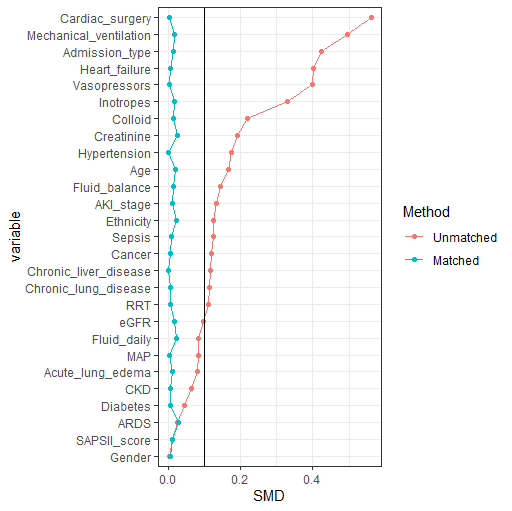 variable
Cardiac_surgery
Mechanical_ventilation
Admission_type
Heart_failure
Vasopressors
Inotropes
Colloid
Creatinine
Hypertension
Age
Fluid_balance
AKI_stage
Ethnicity
Sepsis
Cancer
Chronic_liver_disease
Chronic_lung_disease
RRT
eGFR
Fluid_daily
MAP
Acute_lung_edema
CKD
Diabetes
ARDS
SAPSII_score
Gender
0.0 0.2 0.4
SMD
Method
Unmatched
Matched